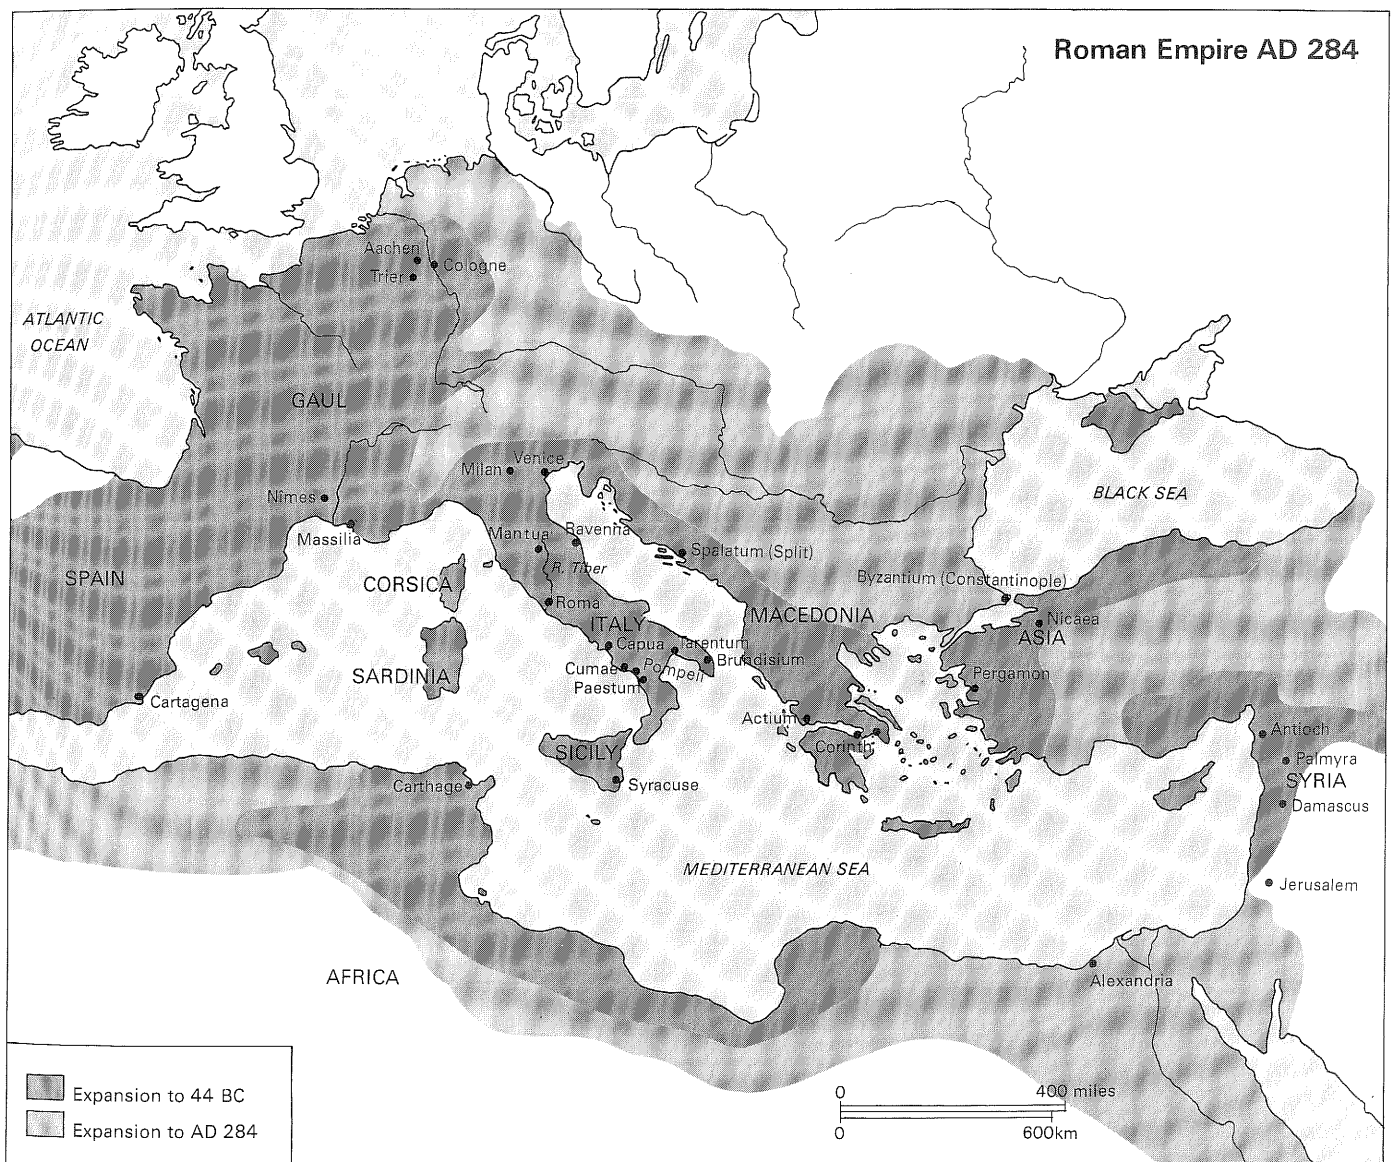 Roman Empire AD 284
Aachen
Cologne
Trier
ATLANTIC
OCEAN
GAUL
Milan
Venice
BLACK SEA
Nîmes
Massilia
Mantua
Ravenna
Spalatum (Split)
R. Tiber
SPAIN
CORSICA
Byzantium (Constantinople)
Roma
MACEDONIA
Nicaea
ITALY
ASIA
Capua
Tarentum
Brundisium
Cumae
Pompeii
Pergamon
SARDINIA
Paestum
Cartagena
Actium
Antioch
Corinth
SICILY
Palmyra
SYRIA
Carthage
Syracuse
Damascus
MEDITERRANEAN SEA
Jerusalem
AFRICA
Alexandria
Expansion to 44 BC
Expansion to AD 284
0 400 miles
0 600km